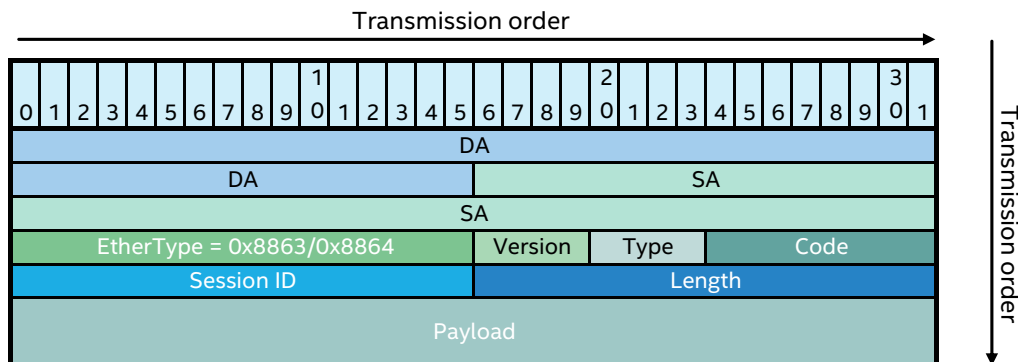 Transmission order
1 2 3
0 1 2 3 4 5 6 7 8 9 0 1 2 3 4 5 6 7 8 9 0 1 2 3 4 5 6 7 8 9 0 1
DA
DA SA
SA
EtherType = 0x8863/0x8864 Version Type Code
Session ID Length
Payload
Transmission order